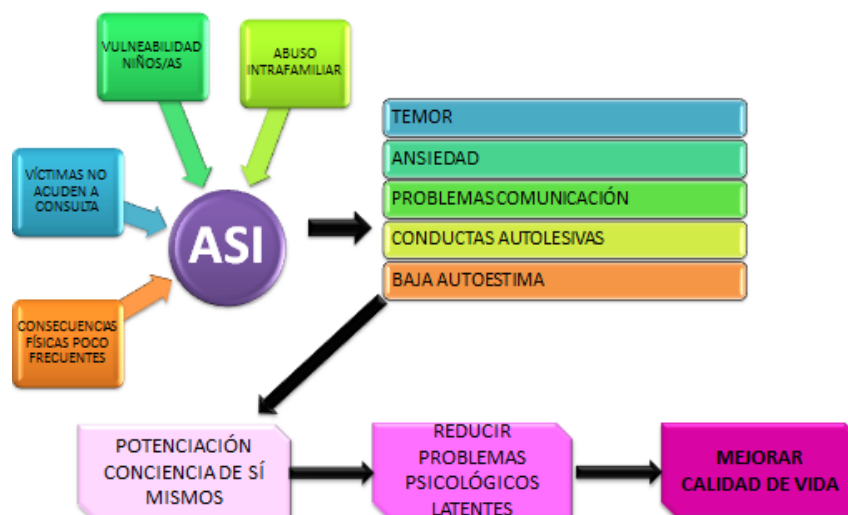 VULNEABILIDAD
NIÑOS/AS
ABUSO
INTRAFAMILIAR
VÍCTIMAS NO
ACUDEN A
CONSULTA
CONSECUENCIAS
FÍSICAS POCO
FRECUENTES
ASI
TEMOR
ANSIEDAD
PROBLEMAS COMUNICACIÓN
CONDUCTAS AUTOLESIVAS
BAJA AUTOESTIMA
POTENCIACIÓN
CONCIENCIA DE SÍ
MISMOS
REDUCIR
PROBLEMAS
PSICOLÓGICOS
LATENTES
MEJORAR
CALIDAD DE VIDA